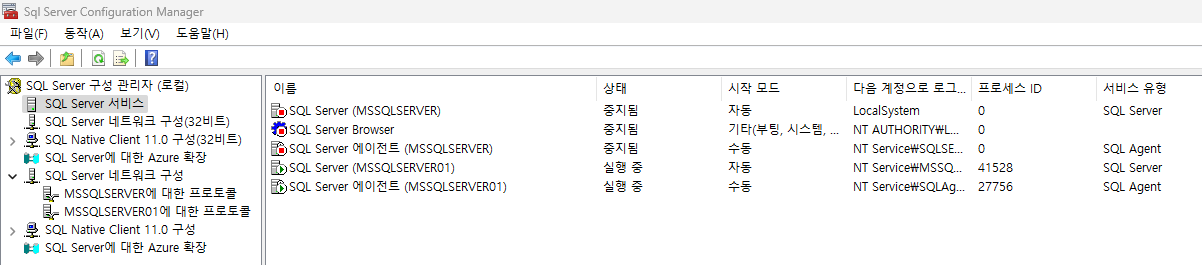 Sql Server Configuration Manager
파일(F) 동작(A) 보기(V) 도움말(H)
SQL Server 구성 관리자 (로컬)
SQL Server 서비스
SQL Server 네트워크 구성(32비트)
SQL Native Client 11.0 구성(32비트)
SQL Server에 대한 Azure 확장
SQL Server 네트워크 구성
MSSQLSERVER에 대한 프로토콜
MSSQLSERVER01에 대한 프로토콜
SQL Native Client 11.0 구성
SQL Server에 대한 Azure 확장
이름 상태 시작 모드 다음 계정으로 로그... 프로세스 ID 서비스 유형
SQL Server (MSSQLSERVER) 중지됨 자동 LocalSystem 0 SQL Server
SQL Server Browser 중지됨 기타(부팅, 시스템, ... NT AUTHORITY₩L... 0
SQL Server 에이전트 (MSSQLSERVER) 중지됨 수동 NT Service₩SQLSE... 0 SQL Agent
SQL Server (MSSQLSERVER01) 실행 중 자동 NT Service₩MSSQ... 41528 SQL Server
SQL Server 에이전트 (MSSQLSERVER01) 실행 중 수동 NT Service₩SQLAg... 27756 SQL Agent